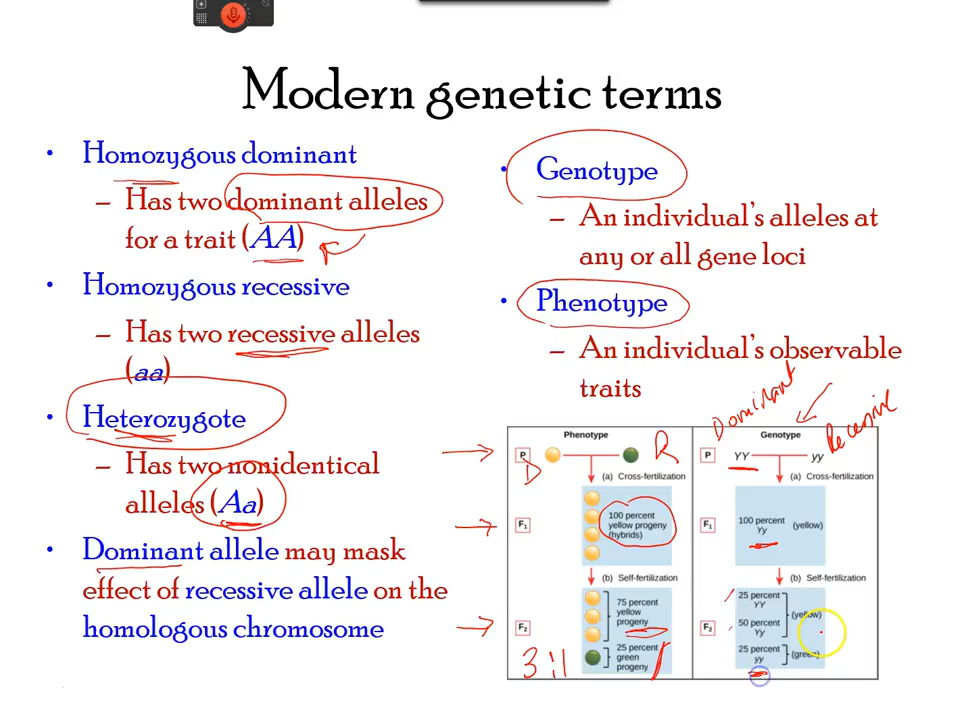 Modern genetic terms
• Homozygous dominant
– Has two dominant alleles
for a trait (AA)
• Homozygous recessive
– Has two recessive alleles
(aa)
• Heterozygote
– Has two nonidentical
alleles (Aa)
• Dominant allele may mask
effect of recessive allele on the
homologous chromosome
• Genotype
– An individual's alleles at
any or all gene loci
• Phenotype
– An individual's observable
traits
Dominant
Recessive
Phenotype
P
D
R
(a) Cross-fertilization
F1
100 percent
yellow progeny
(hybrids)
(b) Self-fertilization
F2
75 percent
yellow
progeny
25 percent
green
progeny
3:1
Genotype
P
YY
yy
(a) Cross-fertilization
F1
100 percent
Yy
(yellow)
(b) Self-fertilization
F2
25 percent
YY
50 percent
Yy
(yellow)
25 percent
yy
(green)